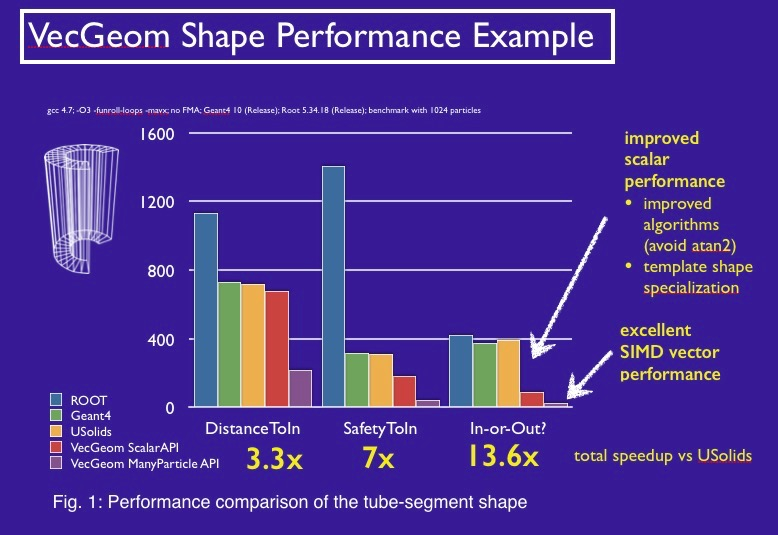 VecGeom Shape Performance Example
gcc 4.7; -O3 -funroll-loops -mavx; no FMA; Geant4 10 (Release); Root 5.34.18 (Release); benchmark with 1024 particles
1600
1200
800
400
0
improved
scalar
performance
• improved
algorithms
(avoid atan2)
• template shape
specialization
excellent
SIMD vector
performance
ROOT
Geant4
USolids
VecGeom ScalarAPI
VecGeom ManyParticle API
DistanceToIn
SafetyToIn
In-or-Out?
3.3x
7x
13.6x
total speedup vs USolids
Fig. 1: Performance comparison of the tube-segment shape